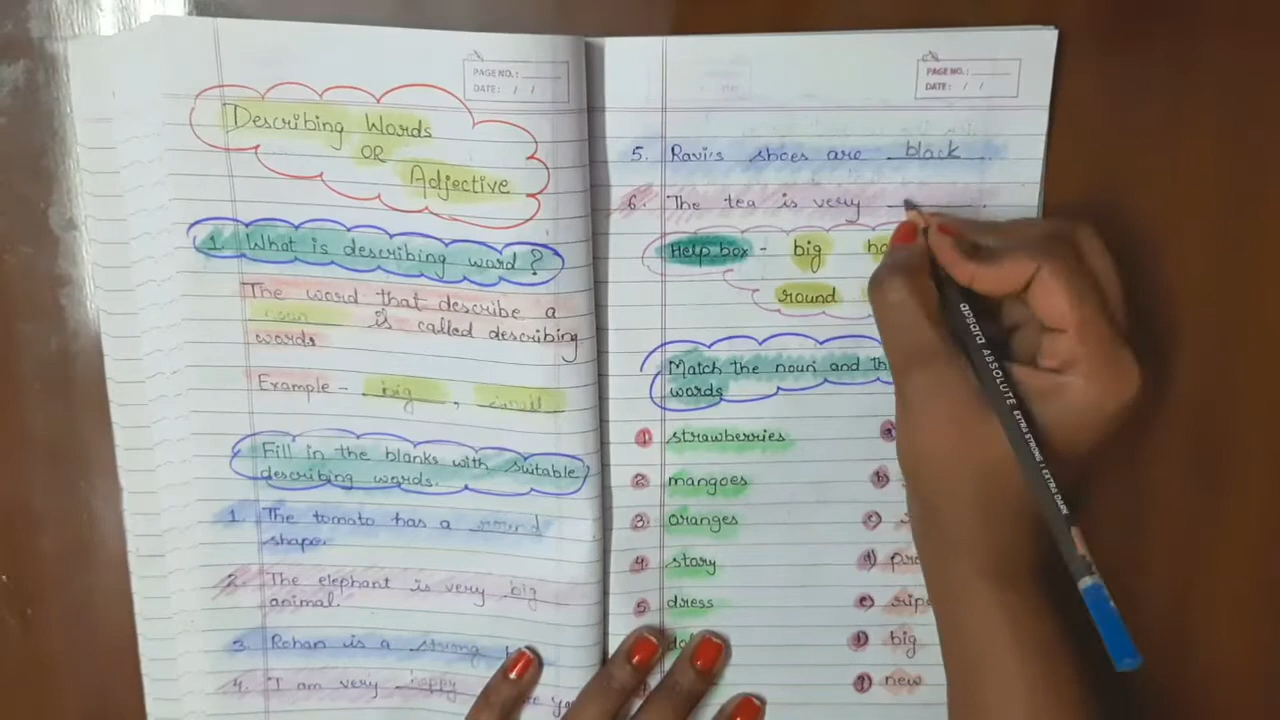 PAGE NO.:
DATE: / /
Describing Words
OR
Adjective
1. What is describing word?
The word that describe a
noun is called describing
words
Example - big, small
Fill in the blanks with suitable
describing words.
1. The tomato has a round
shape.
2. The elephant is very big
animal.
3. Rohan is a strong
4. I am very happy
PAGE NO.:
DATE: / /
5. Ravi's shoes are black.
6. The tea is very
Help box - big
round
Match the noun and
words
1. strawberries
2. mangoes
3. oranges
4. story
5. dress
b)
c)
d)
e)
f) big
g) new
apsara ABSOLUTE EXTRA STRONG | EXTRA DARK